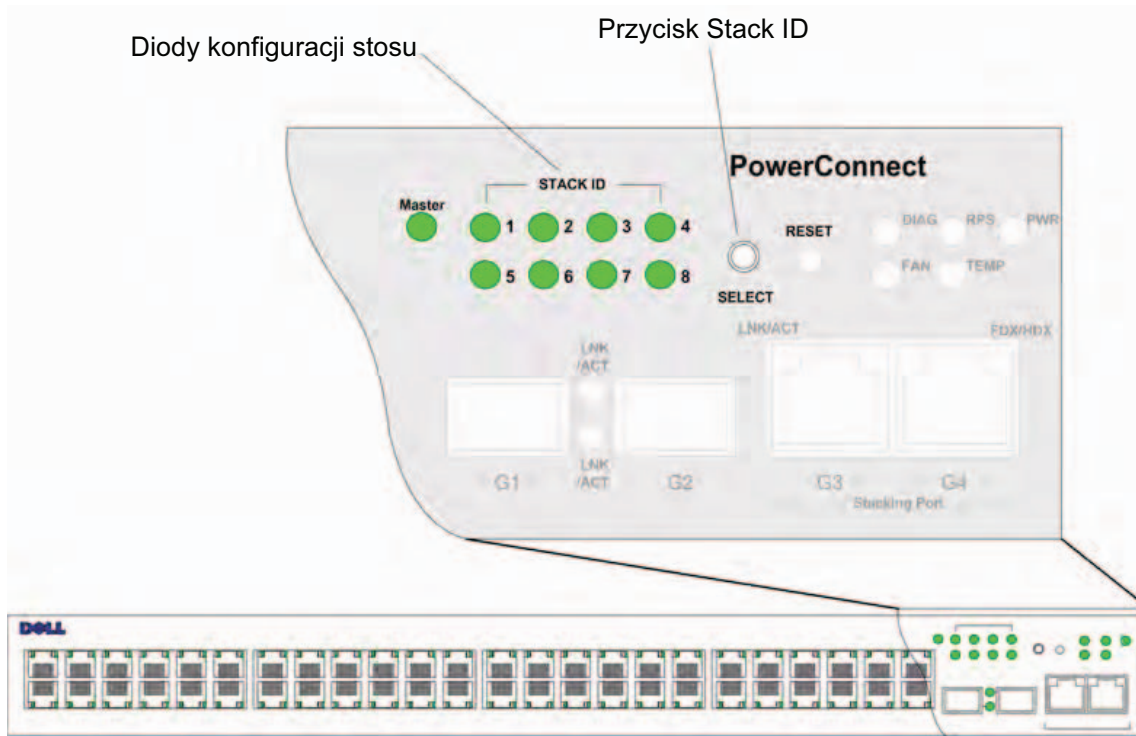 Diody konfiguracji stosu
Przycisk Stack ID
PowerConnect
STACK ID
Master
1 2 3 4
5 6 7 8
SELECT
RESET
DIAG RPS PWR
FAN TEMP
LNK/ACT
FDX/HDX
LNK
/ACT
LNK
/ACT
G1
G2
G3
G4
Stacking Port
DELL